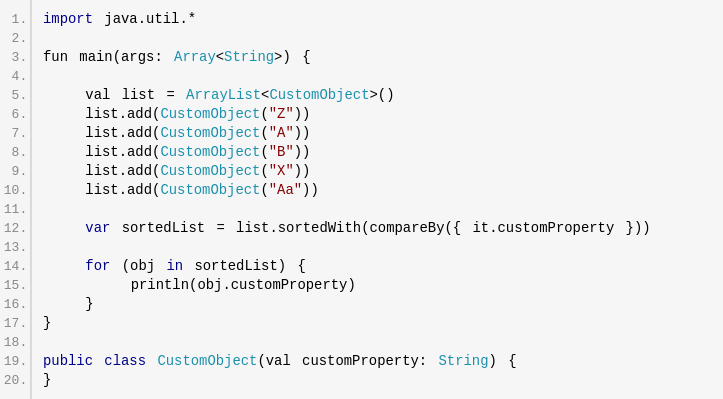 1. import java.util.*
2.
3. fun main(args: Array<String>) {
4.
5.     val list = ArrayList<CustomObject>()
6.     list.add(CustomObject("Z"))
7.     list.add(CustomObject("A"))
8.     list.add(CustomObject("B"))
9.     list.add(CustomObject("X"))
10.     list.add(CustomObject("Aa"))
11.
12.     var sortedList = list.sortedWith(compareBy({ it.customProperty }))
13.
14.     for (obj in sortedList) {
15.         println(obj.customProperty)
16.     }
17. }
18.
19. public class CustomObject(val customProperty: String) {
20. }